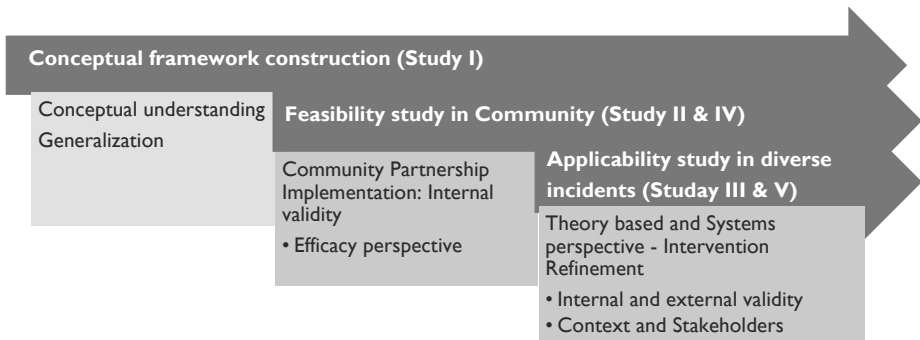 Conceptual framework construction (Study I)
Conceptual understanding
Generalization
Feasibility study in Community (Study II & IV)
Community Partnership
Implementation: Internal
validity
• Efficacy perspective
Applicability study in diverse
incidents (Studay III & V)
Theory based and Systems
perspective - Intervention
Refinement
• Internal and external validity
• Context and Stakeholders